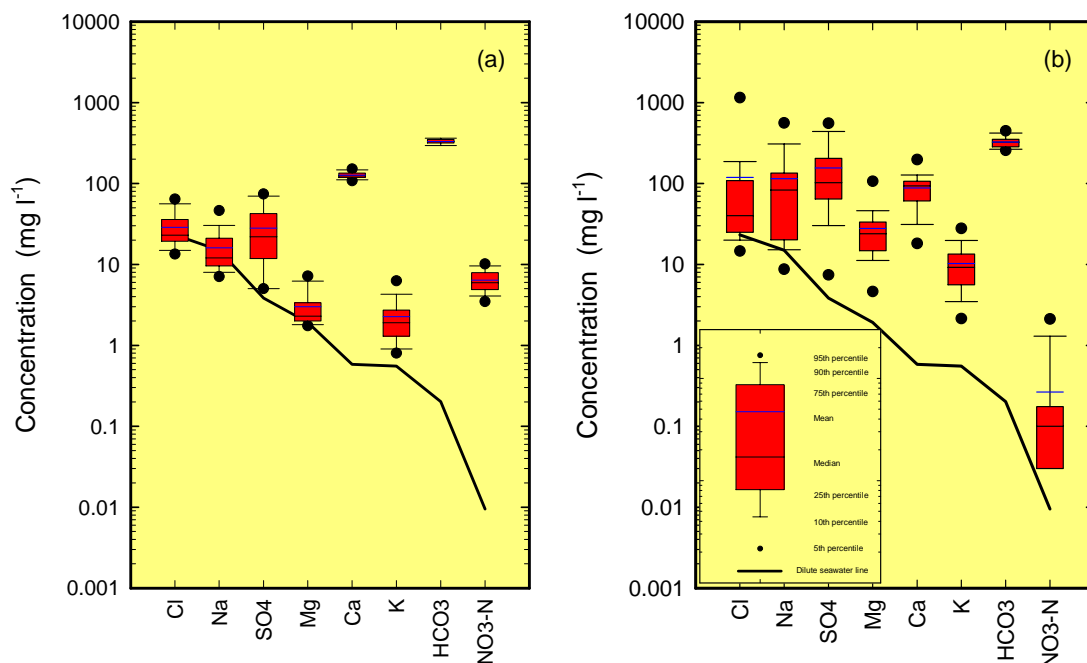 (a)
Concentration (mg l-1)
10000
1000
100
10
1
0.1
0.01
0.001
Cl
Na
SO4
Mg
Ca
K
HCO3
NO3-N
(b)
Concentration (mg l-1)
10000
1000
100
10
1
0.1
0.01
0.001
95th percentile
90th percentile
75th percentile
Mean
Median
25th percentile
10th percentile
5th percentile
Dilute seawater line
Cl
Na
SO4
Mg
Ca
K
HCO3
NO3-N